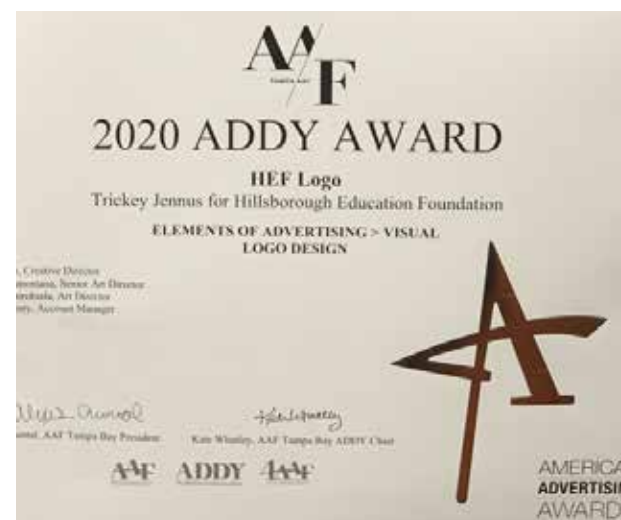 AAF
TAMPA BAY
2020 ADDY AWARD
HEF Logo
Trickey Jennus for Hillsborough Education Foundation
ELEMENTS OF ADVERTISING > VISUAL
LOGO DESIGN
, Creative Director
, Senior Art Director
, Art Director
, Account Manager
, AAF Tampa Bay President
Kate Whatley, AAF Tampa Bay ADDY Chair
AAF ADDY AAF
AMERICA
ADVERTISI
AWARD